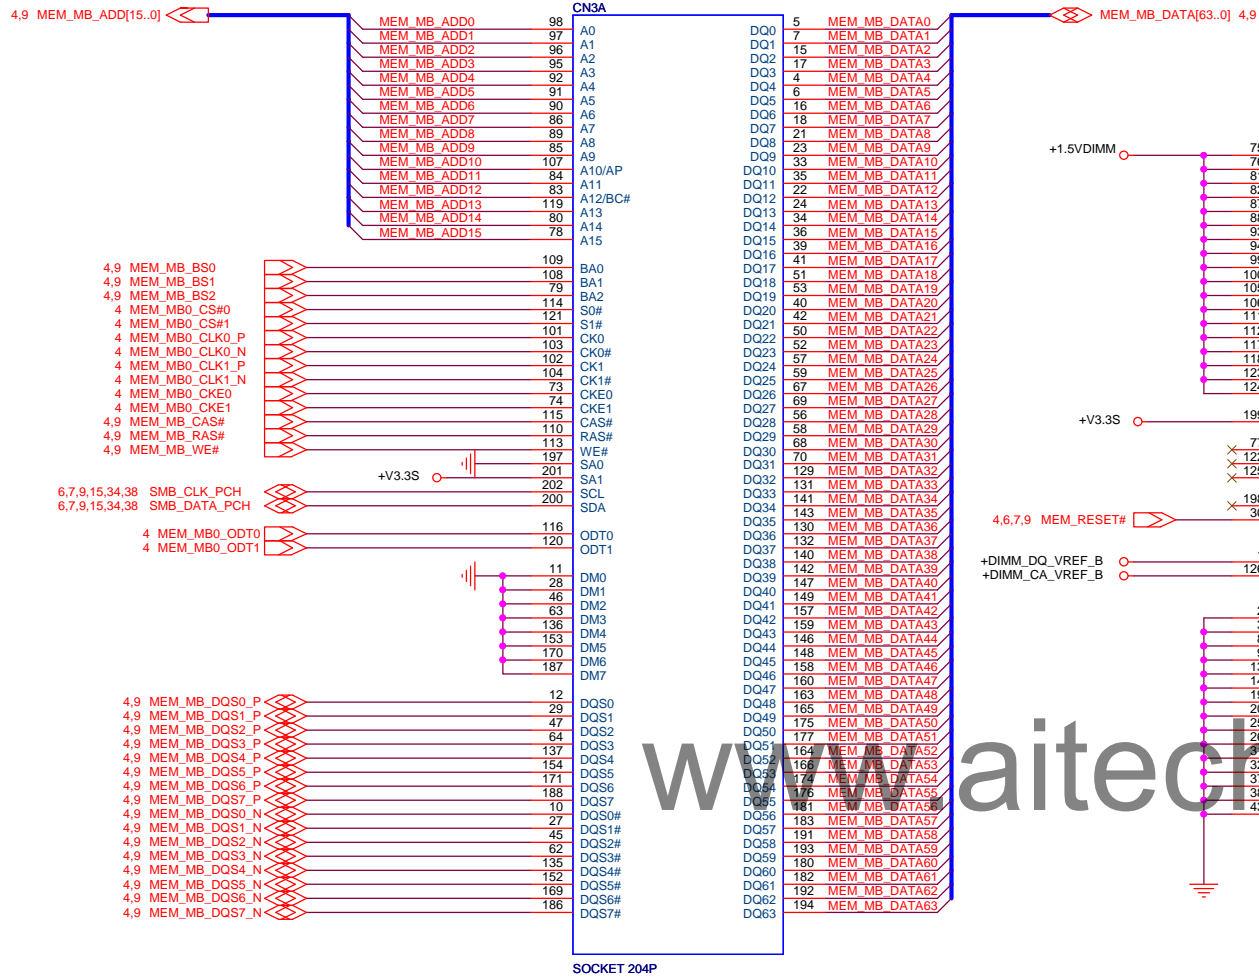 CN3A
4,9 MEM_MB_ADD[15..0]
MEM_MB_DATA[63..0] 4,9
MEM_MB_ADD0 98 A0
MEM_MB_ADD1 97 A1
MEM_MB_ADD2 96 A2
MEM_MB_ADD3 95 A3
MEM_MB_ADD4 92 A4
MEM_MB_ADD5 91 A5
MEM_MB_ADD6 90 A6
MEM_MB_ADD7 86 A7
MEM_MB_ADD8 89 A8
MEM_MB_ADD9 85 A9
MEM_MB_ADD10 107 A10/AP
MEM_MB_ADD11 84 A11
MEM_MB_ADD12 83 A12/BC#
MEM_MB_ADD13 119 A13
MEM_MB_ADD14 80 A14
MEM_MB_ADD15 78 A15
4,9 MEM_MB_BS0 109 BA0
4,9 MEM_MB_BS1 108 BA1
4,9 MEM_MB_BS2 79 BA2
4 MEM_MB0_CS#0 114 S0#
4 MEM_MB0_CS#1 121 S1#
4 MEM_MB0_CLK0_P 101 CK0
4 MEM_MB0_CLK0_N 103 CK0#
4 MEM_MB0_CLK1_P 102 CK1
4 MEM_MB0_CLK1_N 104 CK1#
4 MEM_MB0_CKE0 73 CKE0
4 MEM_MB0_CKE1 74 CKE1
4,9 MEM_MB_CAS# 115 CAS#
4,9 MEM_MB_RAS# 110 RAS#
4,9 MEM_MB_WE# 113 WE#
197 SA0
+V3.3S 201 SA1
6,7,9,15,34,38 SMB_CLK_PCH 202 SCL
6,7,9,15,34,38 SMB_DATA_PCH 200 SDA
4 MEM_MB0_ODT0 116 ODT0
4 MEM_MB0_ODT1 120 ODT1
11 DM0
28 DM1
46 DM2
63 DM3
136 DM4
153 DM5
170 DM6
187 DM7
4,9 MEM_MB_DQS0_P 12 DQS0
4,9 MEM_MB_DQS1_P 29 DQS1
4,9 MEM_MB_DQS2_P 47 DQS2
4,9 MEM_MB_DQS3_P 64 DQS3
4,9 MEM_MB_DQS4_P 137 DQS4
4,9 MEM_MB_DQS5_P 154 DQS5
4,9 MEM_MB_DQS6_P 171 DQS6
4,9 MEM_MB_DQS7_P 188 DQS7
4,9 MEM_MB_DQS0_N 10 DQS0#
4,9 MEM_MB_DQS1_N 27 DQS1#
4,9 MEM_MB_DQS2_N 45 DQS2#
4,9 MEM_MB_DQS3_N 62 DQS3#
4,9 MEM_MB_DQS4_N 135 DQS4#
4,9 MEM_MB_DQS5_N 152 DQS5#
4,9 MEM_MB_DQS6_N 169 DQS6#
4,9 MEM_MB_DQS7_N 186 DQS7#
DQ0 5 MEM_MB_DATA0
DQ1 7 MEM_MB_DATA1
DQ2 15 MEM_MB_DATA2
DQ3 17 MEM_MB_DATA3
DQ4 4 MEM_MB_DATA4
DQ5 6 MEM_MB_DATA5
DQ6 16 MEM_MB_DATA6
DQ7 18 MEM_MB_DATA7
DQ8 21 MEM_MB_DATA8
DQ9 23 MEM_MB_DATA9
DQ10 33 MEM_MB_DATA10
DQ11 35 MEM_MB_DATA11
DQ12 22 MEM_MB_DATA12
DQ13 24 MEM_MB_DATA13
DQ14 34 MEM_MB_DATA14
DQ15 36 MEM_MB_DATA15
DQ16 39 MEM_MB_DATA16
DQ17 41 MEM_MB_DATA17
DQ18 51 MEM_MB_DATA18
DQ19 53 MEM_MB_DATA19
DQ20 40 MEM_MB_DATA20
DQ21 42 MEM_MB_DATA21
DQ22 50 MEM_MB_DATA22
DQ23 52 MEM_MB_DATA23
DQ24 57 MEM_MB_DATA24
DQ25 59 MEM_MB_DATA25
DQ26 67 MEM_MB_DATA26
DQ27 69 MEM_MB_DATA27
DQ28 56 MEM_MB_DATA28
DQ29 58 MEM_MB_DATA29
DQ30 68 MEM_MB_DATA30
DQ31 70 MEM_MB_DATA31
DQ32 129 MEM_MB_DATA32
DQ33 131 MEM_MB_DATA33
DQ34 141 MEM_MB_DATA34
DQ35 143 MEM_MB_DATA35
DQ36 130 MEM_MB_DATA36
DQ37 132 MEM_MB_DATA37
DQ38 140 MEM_MB_DATA38
DQ39 142 MEM_MB_DATA39
DQ40 147 MEM_MB_DATA40
DQ41 149 MEM_MB_DATA41
DQ42 157 MEM_MB_DATA42
DQ43 159 MEM_MB_DATA43
DQ44 146 MEM_MB_DATA44
DQ45 148 MEM_MB_DATA45
DQ46 158 MEM_MB_DATA46
DQ47 160 MEM_MB_DATA47
DQ48 163 MEM_MB_DATA48
DQ49 165 MEM_MB_DATA49
DQ50 175 MEM_MB_DATA50
DQ51 177 MEM_MB_DATA51
DQ52 164 MEM_MB_DATA52
DQ53 166 MEM_MB_DATA53
DQ54 174 MEM_MB_DATA54
DQ55 176 MEM_MB_DATA55
DQ56 181 MEM_MB_DATA56
DQ57 183 MEM_MB_DATA57
DQ58 191 MEM_MB_DATA58
DQ59 193 MEM_MB_DATA59
DQ60 180 MEM_MB_DATA60
DQ61 182 MEM_MB_DATA61
DQ62 192 MEM_MB_DATA62
DQ63 194 MEM_MB_DATA63
SOCKET 204P
+1.5VDIMM
+V3.3S
4,6,7,9 MEM_RESET#
+DIMM_DQ_VREF_B
+DIMM_CA_VREF_B
www.aitech